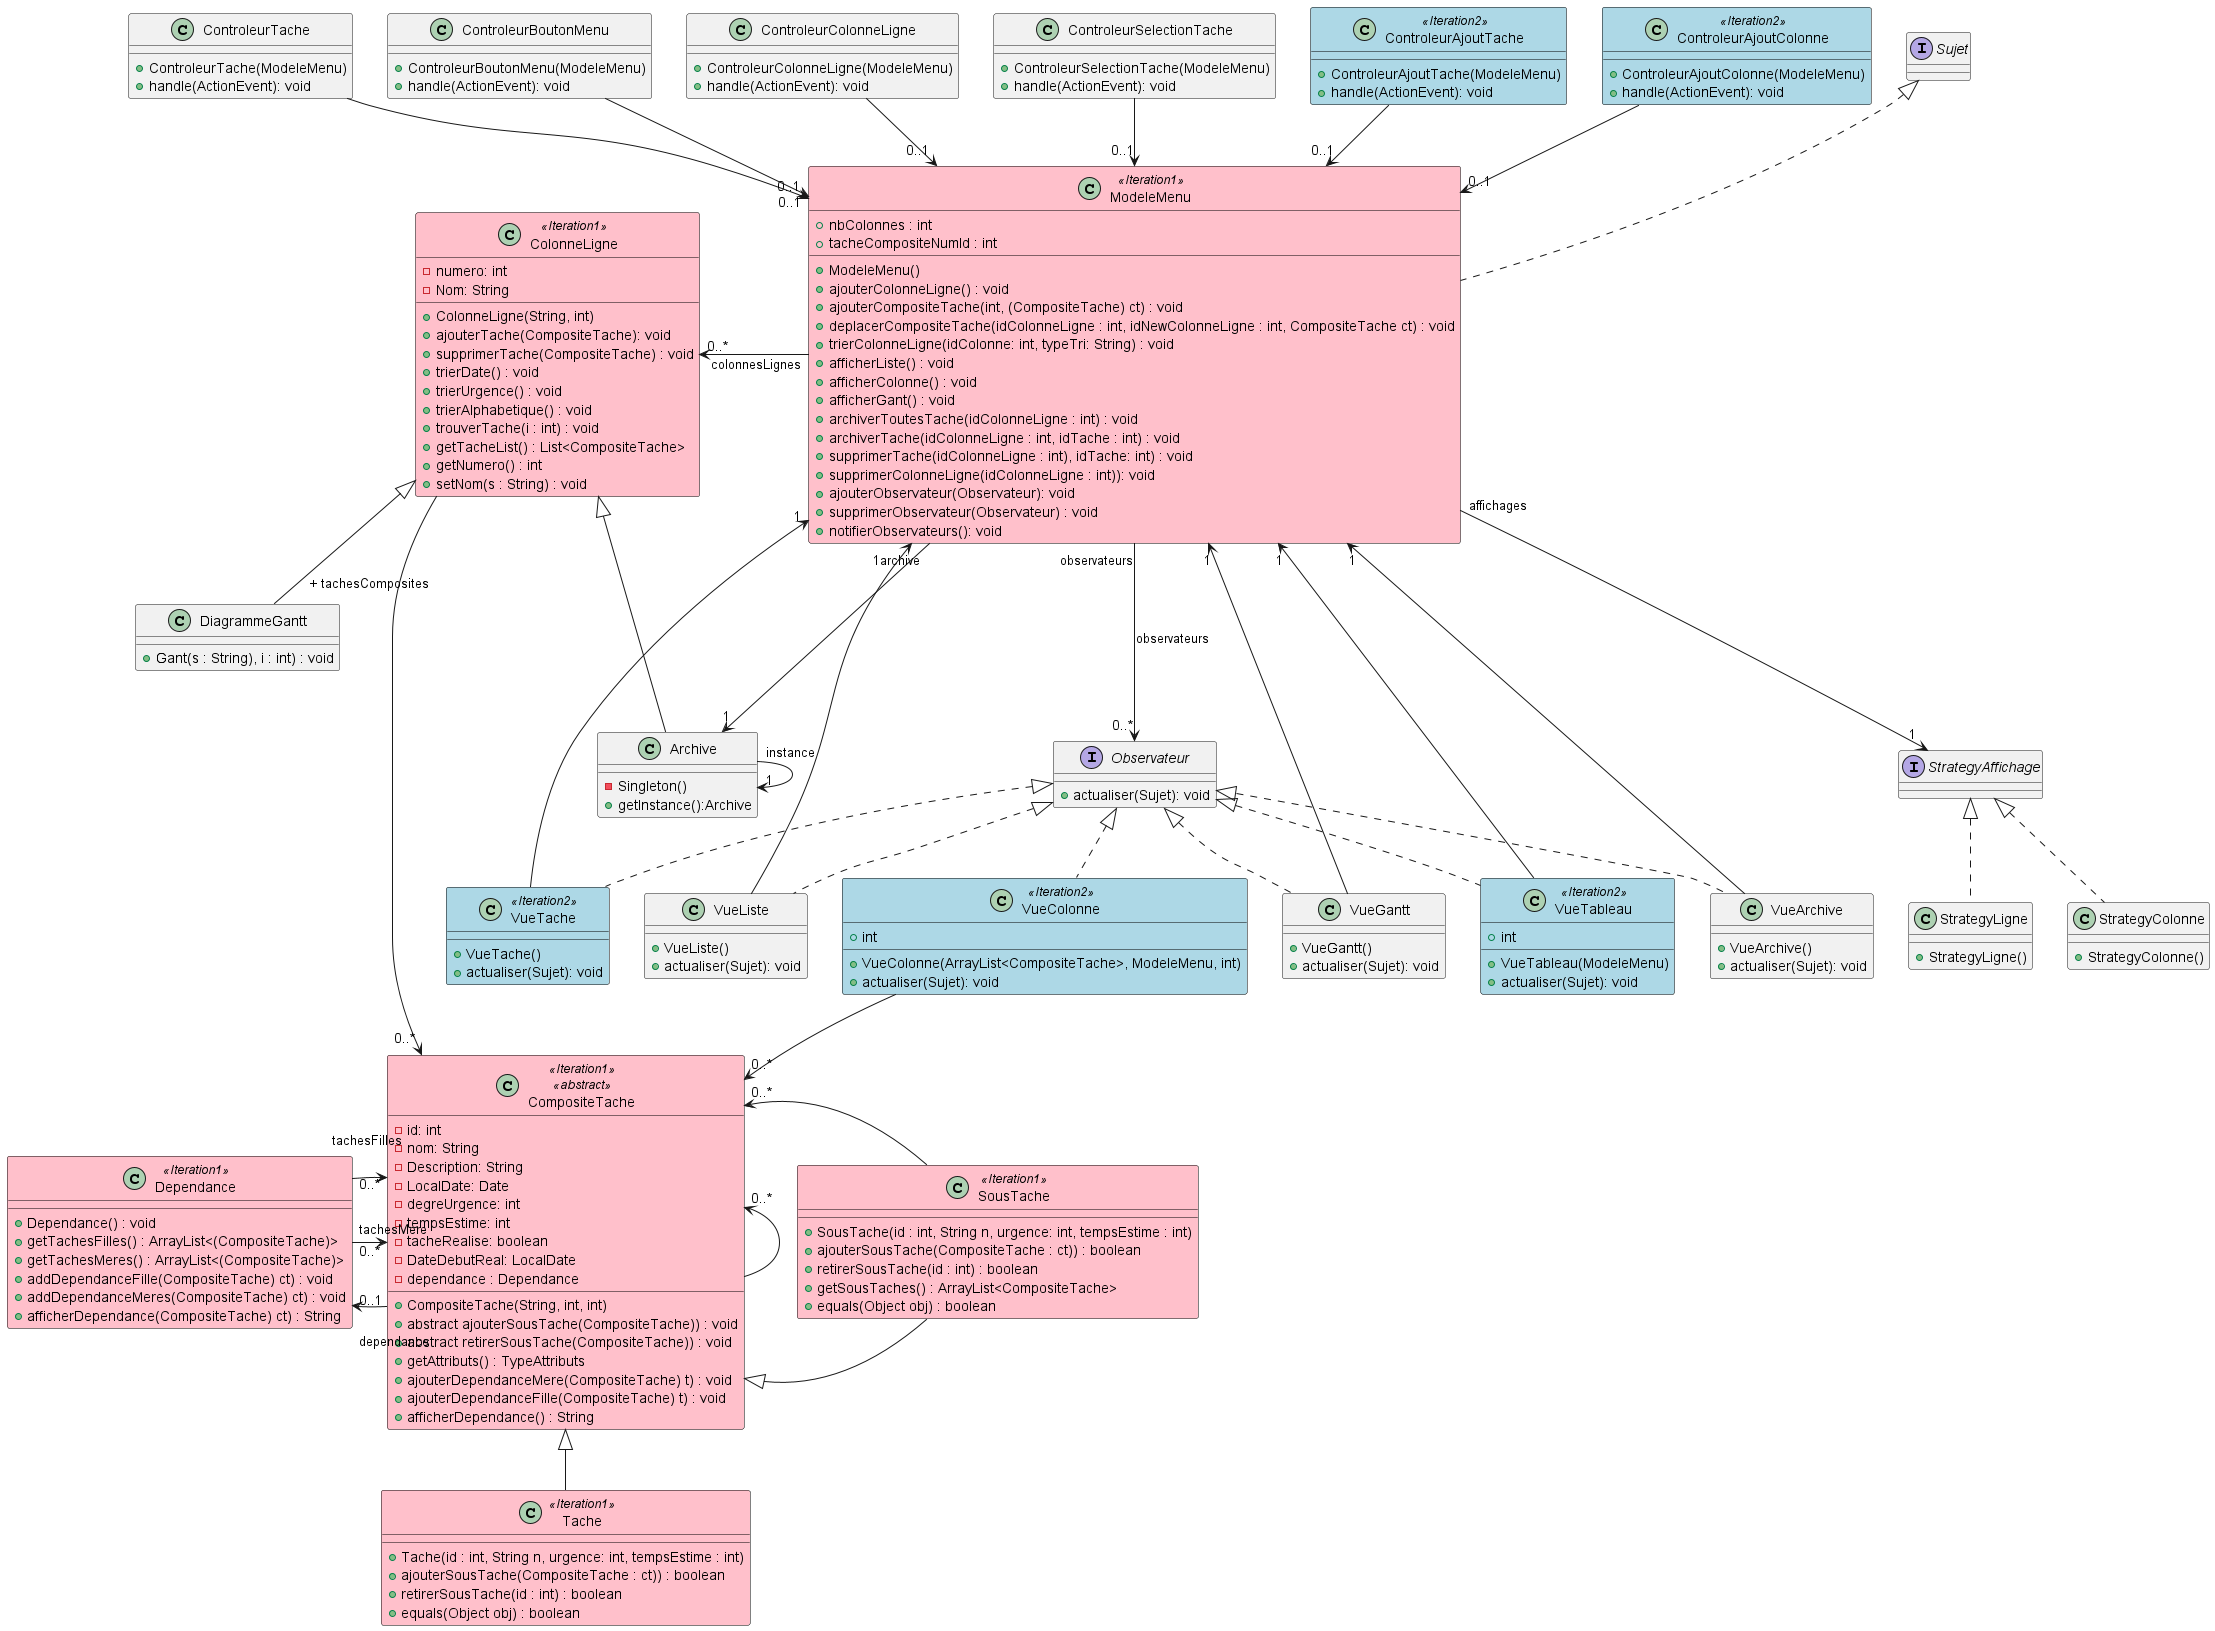 ControleurTache
ControleurTache(ModeleMenu)
handle(ActionEvent): void
ControleurBoutonMenu
ControleurBoutonMenu(ModeleMenu)
handle(ActionEvent): void
ControleurColonneLigne
ControleurColonneLigne(ModeleMenu)
handle(ActionEvent): void
ControleurSelectionTache
ControleurSelectionTache(ModeleMenu)
handle(ActionEvent): void
«Iteration2»
ControleurAjoutTache
ControleurAjoutTache(ModeleMenu)
handle(ActionEvent): void
«Iteration2»
ControleurAjoutColonne
ControleurAjoutColonne(ModeleMenu)
handle(ActionEvent): void
Sujet
0..1
0..1
0..1
0..1
0..1
0..1
«Iteration1»
ModeleMenu
nbColonnes : int
tacheCompositeNumId : int
ModeleMenu()
ajouterColonneLigne() : void
ajouterCompositeTache(int, (CompositeTache) ct) : void
deplacerCompositeTache(idColonneLigne : int, idNewColonneLigne : int, CompositeTache ct) : void
trierColonneLigne(idColonne: int, typeTri: String) : void
afficherListe() : void
afficherColonne() : void
afficherGant() : void
archiverToutesTache(idColonneLigne : int) : void
archiverTache(idColonneLigne : int, idTache : int) : void
supprimerTache(idColonneLigne : int), idTache: int) : void
supprimerColonneLigne(idColonneLigne : int)): void
ajouterObservateur(Observateur): void
supprimerObservateur(Observateur) : void
notifierObservateurs(): void
«Iteration1»
ColonneLigne
numero: int
Nom: String
ColonneLigne(String, int)
ajouterTache(CompositeTache): void
supprimerTache(CompositeTache) : void
trierDate() : void
trierUrgence() : void
trierAlphabetique() : void
trouverTache(i : int) : void
getTacheList() : List<CompositeTache>
getNumero() : int
setNom(s : String) : void
0..*
colonnesLignes
affichages
1
1
archive
observateurs
1
1
1
+ tachesComposites
DiagrammeGantt
Gant(s : String), i : int) : void
observateurs
1
0..*
1
Archive
Singleton()
getInstance():Archive
instance
1
Observateur
actualiser(Sujet): void
StrategyAffichage
«Iteration2»
VueTache
VueTache()
actualiser(Sujet): void
VueListe
VueListe()
actualiser(Sujet): void
«Iteration2»
VueColonne
int
VueColonne(ArrayList<CompositeTache>, ModeleMenu, int)
actualiser(Sujet): void
VueGantt
VueGantt()
actualiser(Sujet): void
«Iteration2»
VueTableau
int
VueTableau(ModeleMenu)
actualiser(Sujet): void
VueArchive
VueArchive()
actualiser(Sujet): void
StrategyLigne
StrategyLigne()
StrategyColonne
StrategyColonne()
0..*
0..*
0..*
0..*
«Iteration1»
«abstract»
CompositeTache
id: int
nom: String
Description: String
LocalDate: Date
degreUrgence: int
tempsEstime: int
tacheRealise: boolean
DateDebutReal: LocalDate
dependance : Dependance
CompositeTache(String, int, int)
abstract ajouterSousTache(CompositeTache)) : void
abstract retirerSousTache(CompositeTache)) : void
getAttributs() : TypeAttributs
ajouterDependanceMere(CompositeTache) t) : void
ajouterDependanceFille(CompositeTache) t) : void
afficherDependance() : String
tachesFilles
0..*
tachesMere
0..*
0..1
dependance
«Iteration1»
Dependance
Dependance() : void
getTachesFilles() : ArrayList<(CompositeTache)>
getTachesMeres() : ArrayList<(CompositeTache)>
addDependanceFille(CompositeTache) ct) : void
addDependanceMeres(CompositeTache) ct) : void
afficherDependance(CompositeTache) ct) : String
«Iteration1»
SousTache
SousTache(id : int, String n, urgence: int, tempsEstime : int)
ajouterSousTache(CompositeTache : ct)) : boolean
retirerSousTache(id : int) : boolean
getSousTaches() : ArrayList<CompositeTache>
equals(Object obj) : boolean
«Iteration1»
Tache
Tache(id : int, String n, urgence: int, tempsEstime : int)
ajouterSousTache(CompositeTache : ct)) : boolean
retirerSousTache(id : int) : boolean
equals(Object obj) : boolean